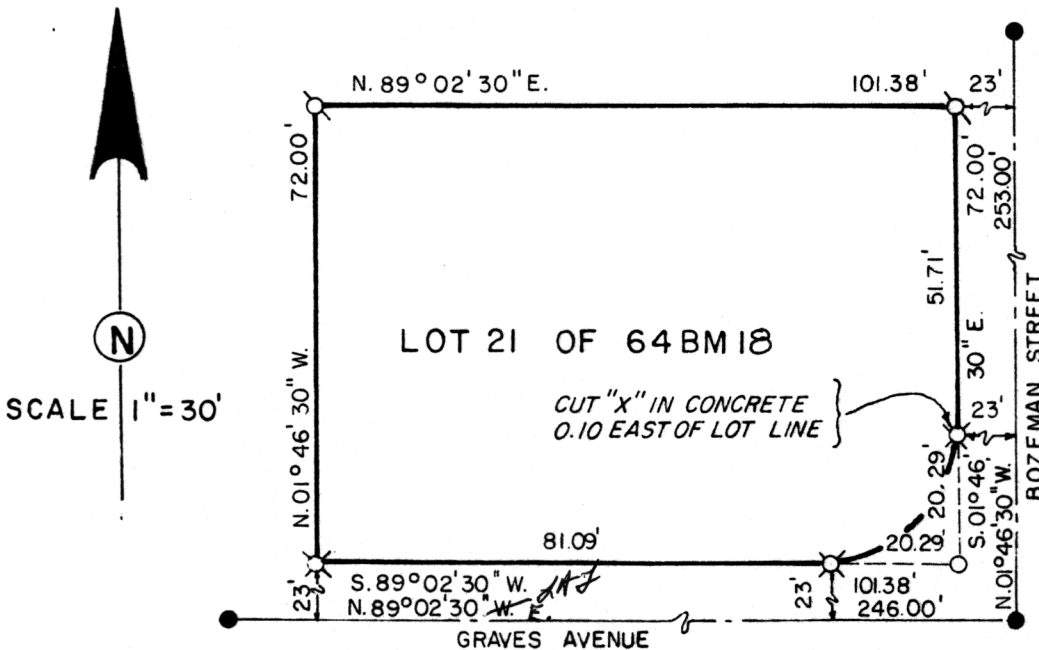 N. 89° 02' 30" E.
101.38'
23'
72.00'
72.00'
253.00'
51.71'
N
SCALE 1"=30'
LOT 21 OF 64 BM 18
CUT "X" IN CONCRETE
0.10 EAST OF LOT LINE
N. 01° 46' 30" W.
S. 01° 46' 30" E.
BOZEMAN STREET
23'
20.29'
N. 01° 46' 30" W.
81.09'
20.29
S. 89° 02' 30" W.
101.38'
23'
23'
N. 89° 02' 30" W. E.
246.00'
GRAVES AVENUE